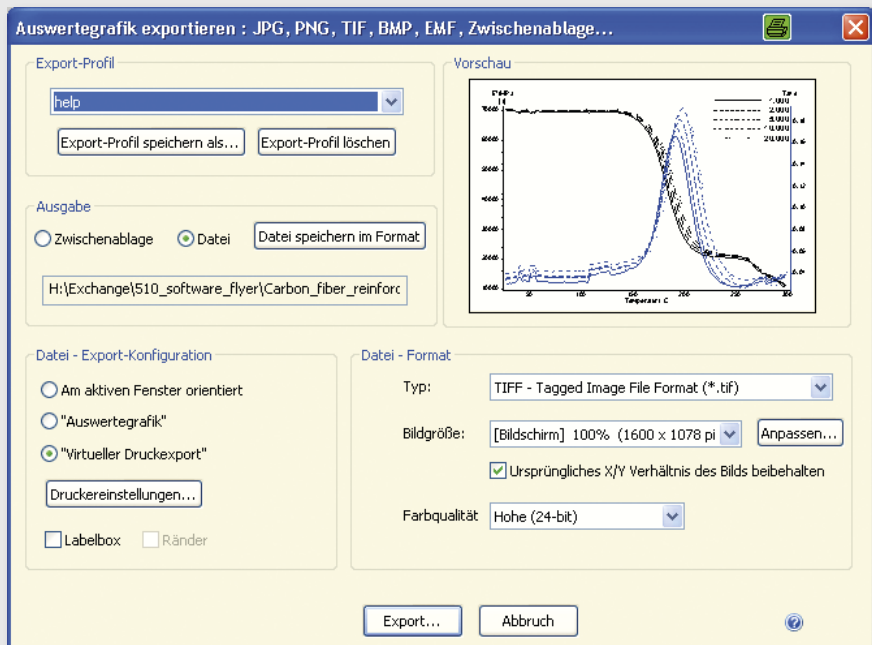 Auswertegrafik exportieren : JPG, PNG, TIF, BMP, EMF, Zwischenablage...
Export-Profil
help
Export-Profil speichern als...
Export-Profil löschen
Ausgabe
Zwischenablage
Datei
Datei speichern im Format
H:\Exchange\510_software_flyer\Carbon_fiber_reinforc
Vorschau
Temperature C
Datei - Export-Konfiguration
Am aktiven Fenster orientiert
"Auswertegrafik"
"Virtueller Druckexport"
Druckereinstellungen...
Labelbox
Ränder
Datei - Format
Typ:
TIFF - Tagged Image File Format (*.tif)
Bildgröße:
[Bildschirm] 100% (1600 x 1078 pi
Anpassen...
Ursprüngliches X/Y Verhältnis des Bilds beibehalten
Farbqualität
Hohe (24-bit)
Export...
Abbruch